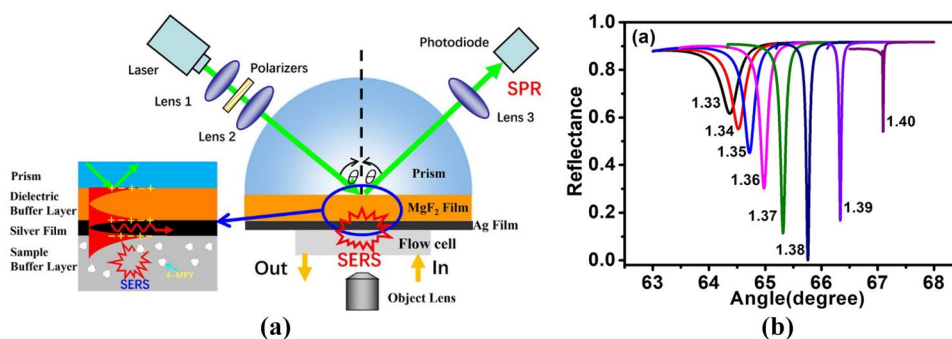 Laser
Polarizers
Lens 1
Lens 2
Photodiode
SPR
Lens 3
θ θ
Prism
MgF₂ Film
Ag Film
Flow cell
SERS
Out
In
Object Lens
Prism
Dielectric
Buffer Layer
Silver Film
Sample
Buffer Layer
4-MPY
SERS
(a)
(a)
Reflectance
1.0
0.8
0.6
0.4
0.2
0.0
1.33
1.34
1.35
1.36
1.37
1.38
1.39
1.40
63 64 65 66 67 68
Angle(degree)
(b)